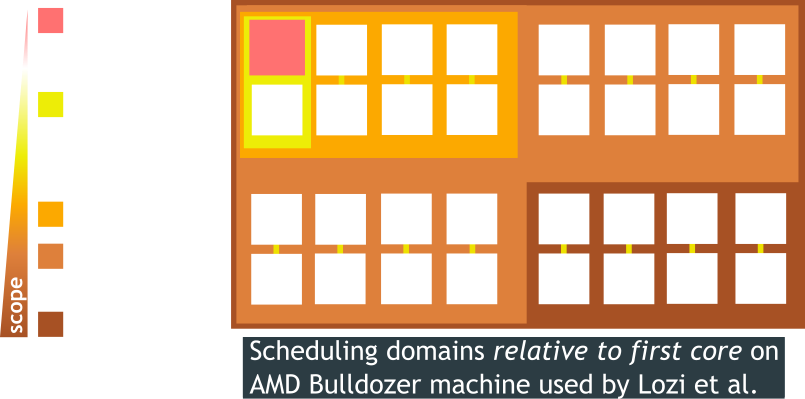 scope
Scheduling domains relative to first core on
AMD Bulldozer machine used by Lozi et al.